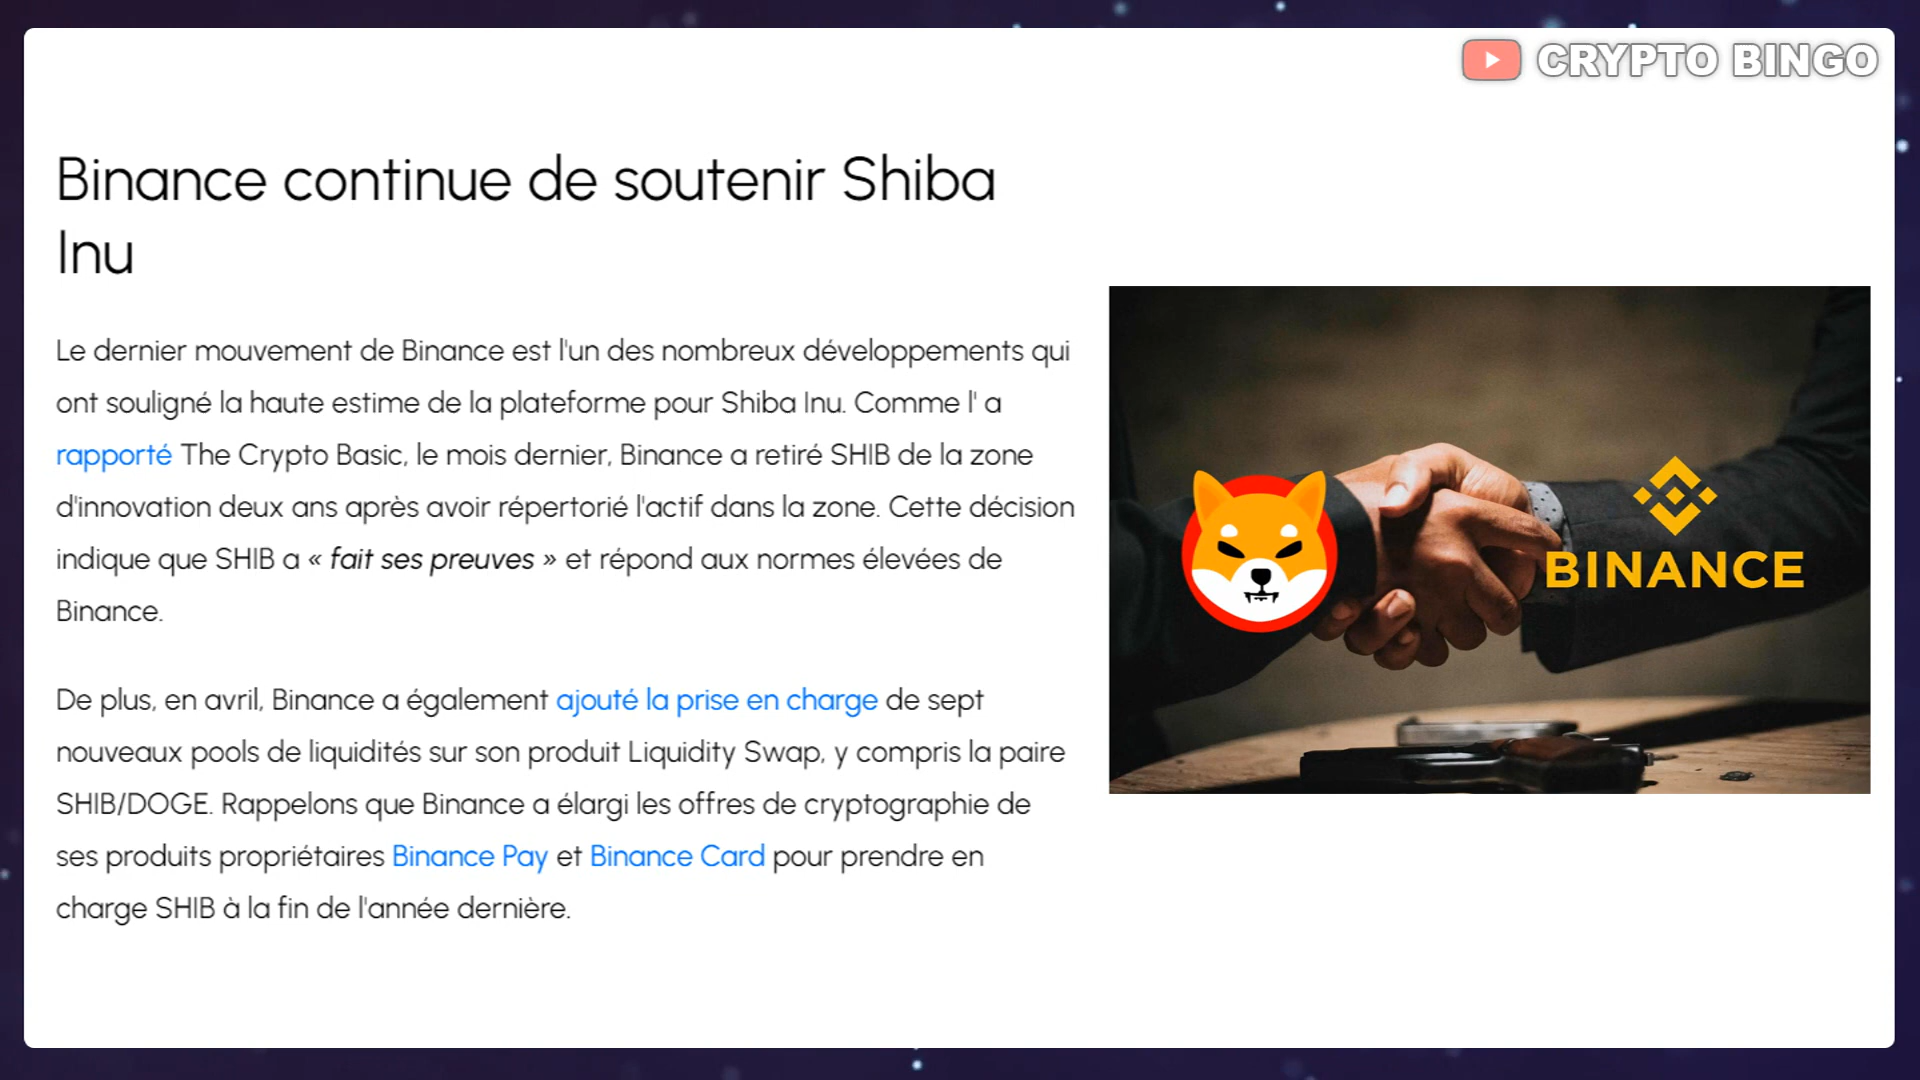 CRYPTO BINGO
Binance continue de soutenir Shiba
Inu
Le dernier mouvement de Binance est l'un des nombreux développements qui
ont souligné la haute estime de la plateforme pour Shiba Inu. Comme l' a
rapporté The Crypto Basic, le mois dernier, Binance a retiré SHIB de la zone
d'innovation deux ans après avoir répertorié l'actif dans la zone. Cette décision
indique que SHIB a « fait ses preuves » et répond aux normes élevées de
Binance.
De plus, en avril, Binance a également ajouté la prise en charge de sept
nouveaux pools de liquidités sur son produit Liquidity Swap, y compris la paire
SHIB/DOGE. Rappelons que Binance a élargi les offres de cryptographie de
ses produits propriétaires Binance Pay et Binance Card pour prendre en
charge SHIB à la fin de l'année dernière.
BINANCE